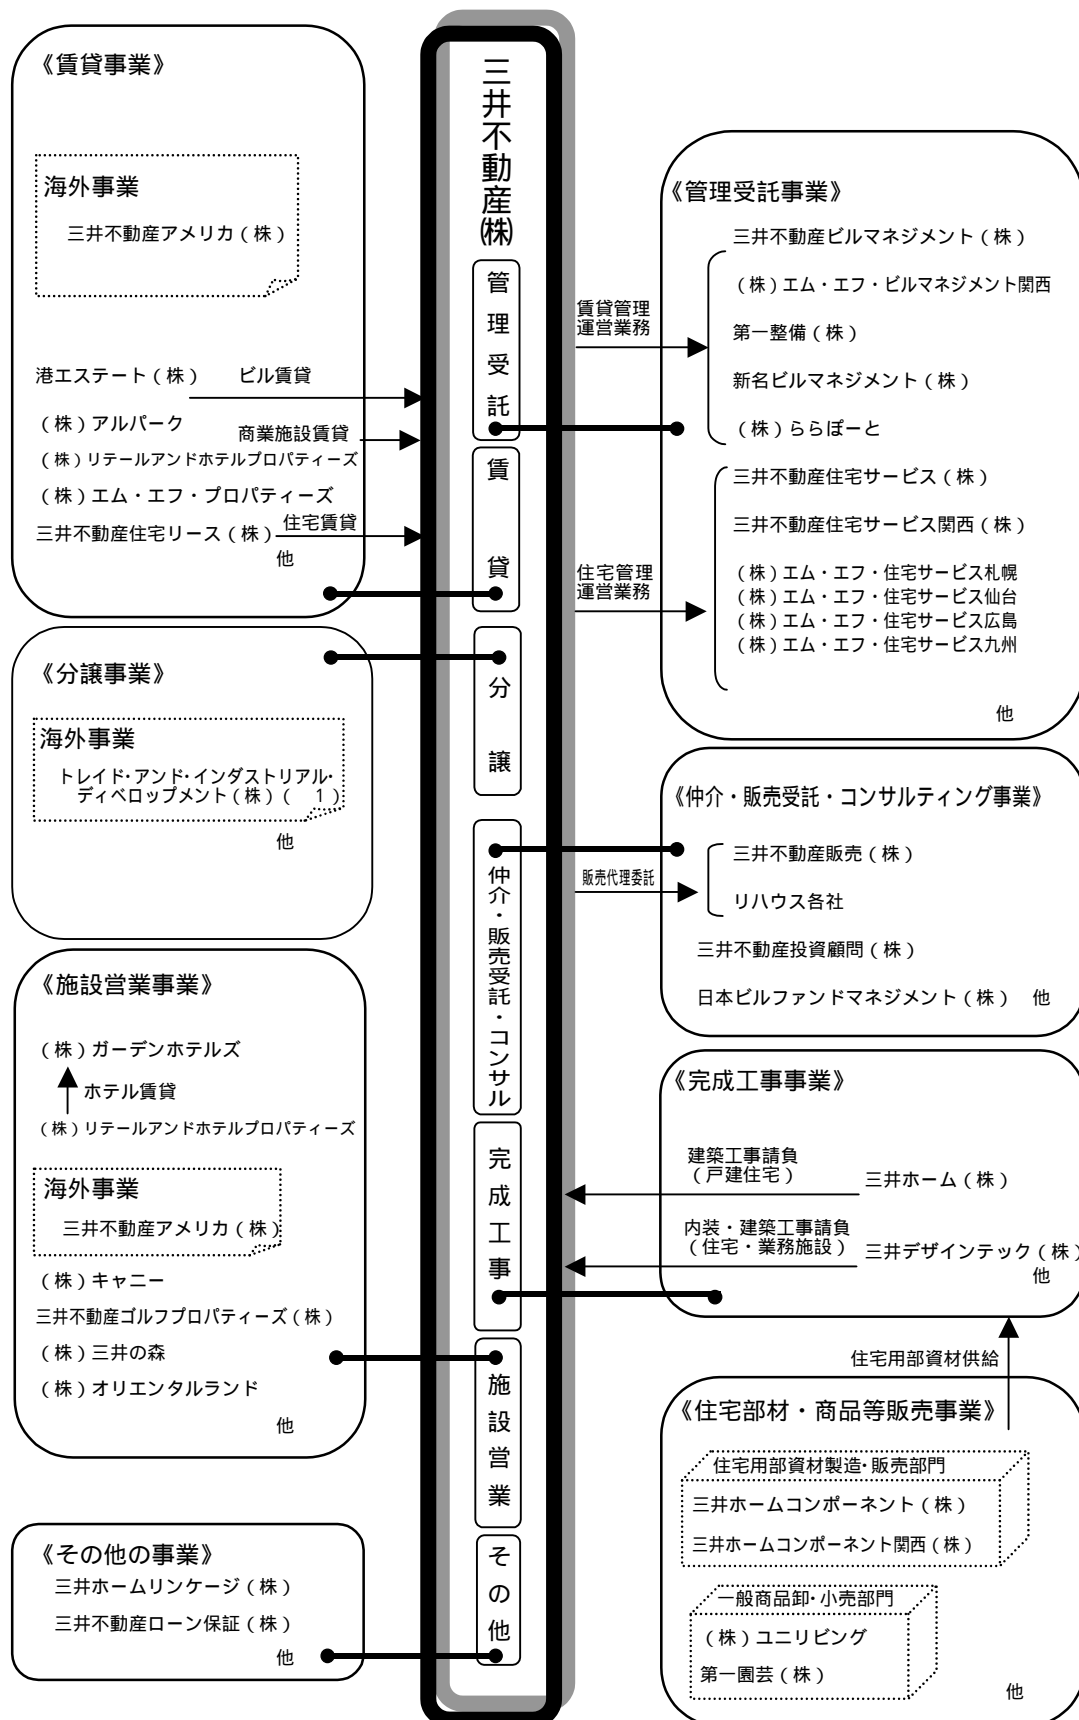 《賃貸事業》
海外事業
三井不動産アメリカ(株)
港エステート(株)
ビル賃貸
(株)アルパーク
商業施設賃貸
(株)リテールアンドホテルプロパティーズ
(株)エム・エフ・プロパティーズ
三井不動産住宅リース(株)
住宅賃貸
他
《分譲事業》
海外事業
トレイド・アンド・インダストリアル・
ディベロップメント(株)( 1)
他
《施設営業事業》
(株)ガーデンホテルズ
ホテル賃貸
(株)リテールアンドホテルプロパティーズ
海外事業
三井不動産アメリカ(株)
(株)キャニー
三井不動産ゴルフプロパティーズ(株)
(株)三井の森
(株)オリエンタルランド
他
《その他の事業》
三井ホームリンケージ(株)
三井不動産ローン保証(株)
他
三井不動産㈱
管理受託
賃貸
分譲
仲介・販売受託・コンサル
完成工事
施設営業
その他
賃貸管理
運営業務
住宅管理
運営業務
販売代理委託
《管理受託事業》
三井不動産ビルマネジメント(株)
(株)エム・エフ・ビルマネジメント関西
第一整備(株)
新名ビルマネジメント(株)
(株)ららぽーと
三井不動産住宅サービス(株)
三井不動産住宅サービス関西(株)
(株)エム・エフ・住宅サービス札幌
(株)エム・エフ・住宅サービス仙台
(株)エム・エフ・住宅サービス広島
(株)エム・エフ・住宅サービス九州
他
《仲介・販売受託・コンサルティング事業》
三井不動産販売(株)
リハウス各社
三井不動産投資顧問(株)
日本ビルファンドマネジメント(株) 他
《完成工事事業》
建築工事請負
(戸建住宅)
三井ホーム(株)
内装・建築工事請負
(住宅・業務施設)
三井デザインテック(株)
他
住宅用部資材供給
《住宅部材・商品等販売事業》
住宅用部資材製造・販売部門
三井ホームコンポーネント(株)
三井ホームコンポーネント関西(株)
一般商品卸・小売部門
(株)ユニリビング
第一園芸(株)
他